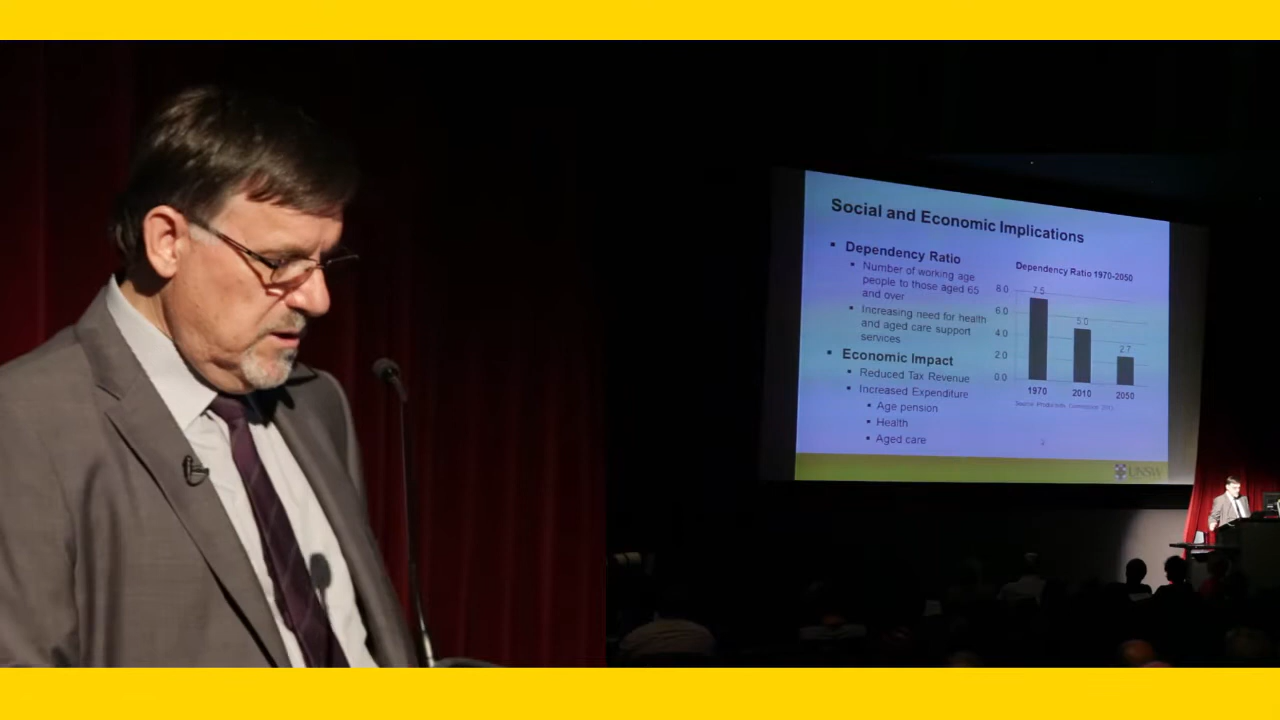 Social and Economic Implications
Dependency Ratio
Number of working age
people to those aged 65
and over
Increasing need for health
and aged care support
services
Economic Impact
Reduced Tax Revenue
Increased Expenditure
Age pension
Health
Aged care
Dependency Ratio 1970-2050
8.0
6.0
4.0
2.0
0.0
7.5
5.0
2.7
1970 2010 2050
UNSW